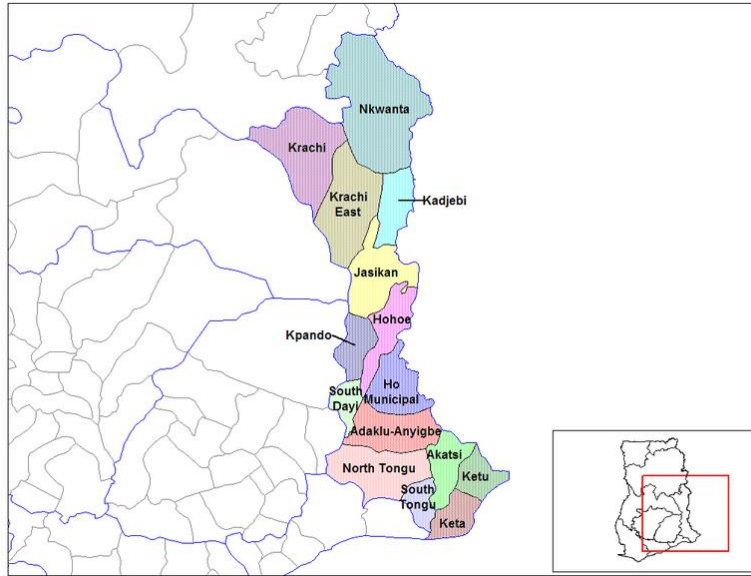 Nkwanta
Krachi
Krachi
East
Kadjebi
Jasikan
Hohoe
Kpando
Ho
Municipal
South
Dayi
Adaklu-Anyigbe
Akatsi
North Tongu
Ketu
South
Tongu
Keta